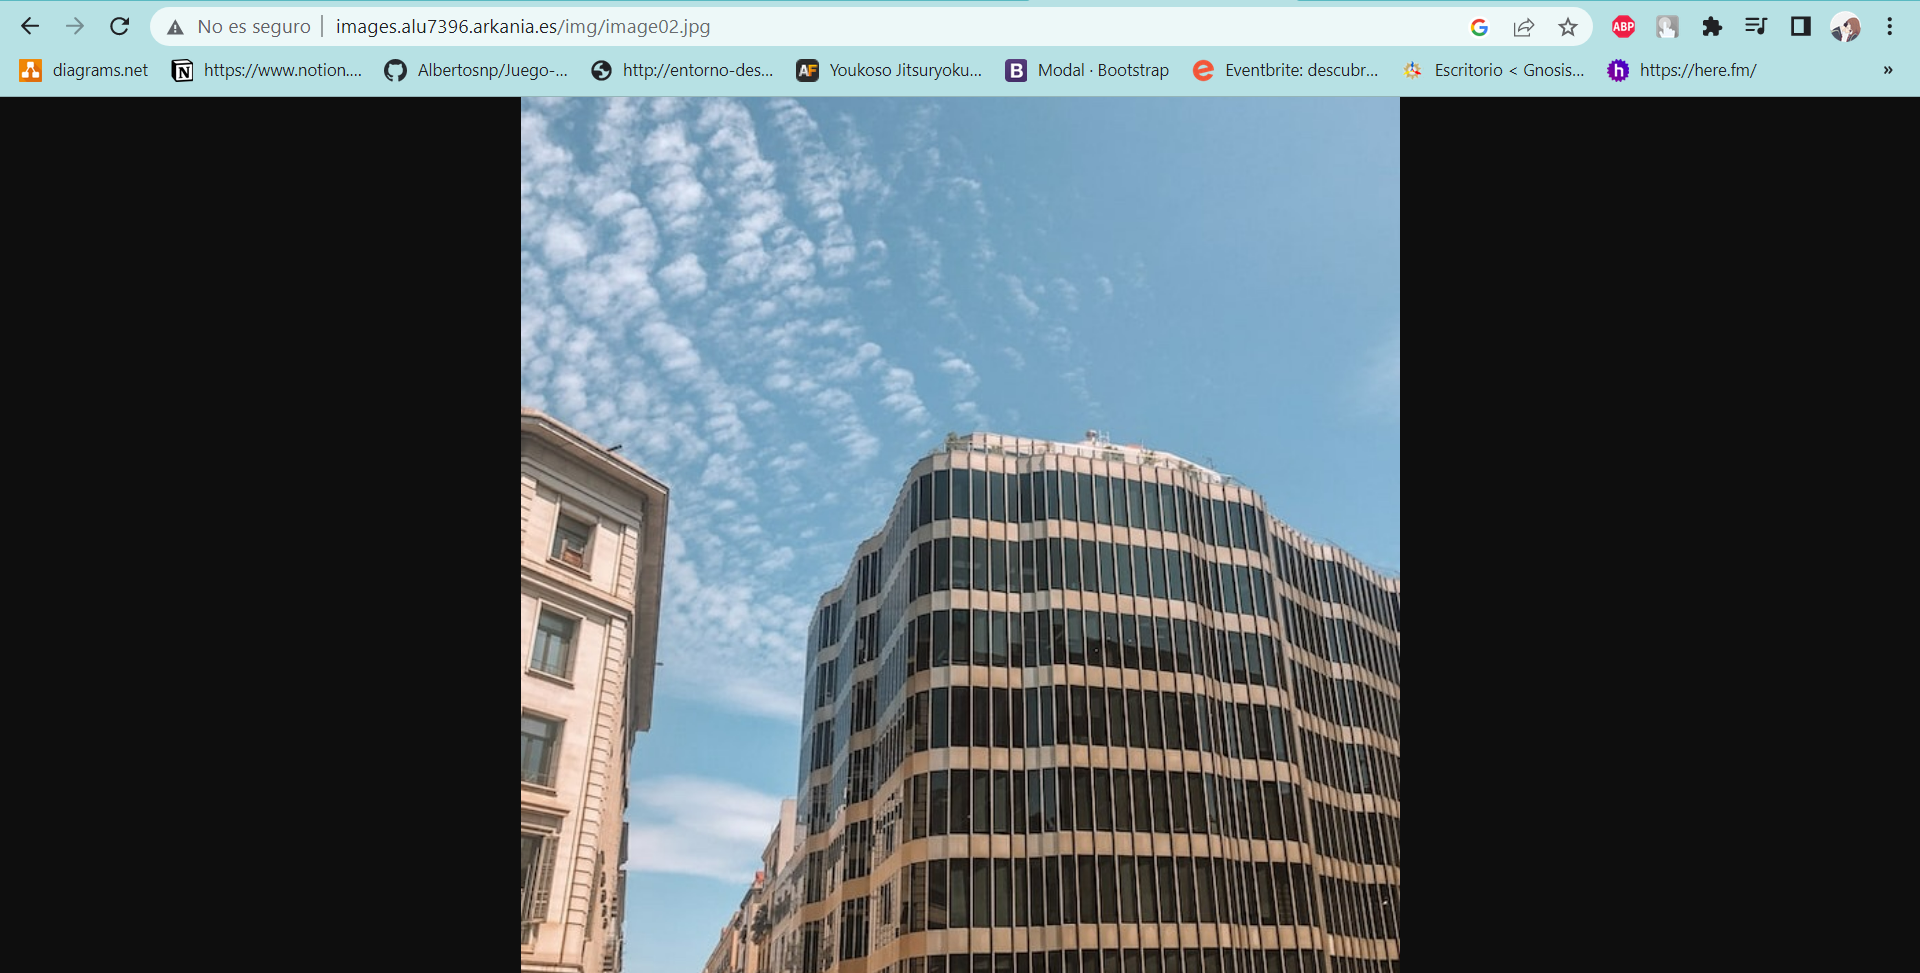 No es seguro | images.alu7396.arkania.es/img/image02.jpg
ABP
diagrams.net https://www.notion.... Albertosnp/Juego-... http://entorno-des... AF Youkoso Jitsuryoku... B Modal · Bootstrap Eventbrite: descubr... Escritorio < Gnosis... h https://here.fm/ »